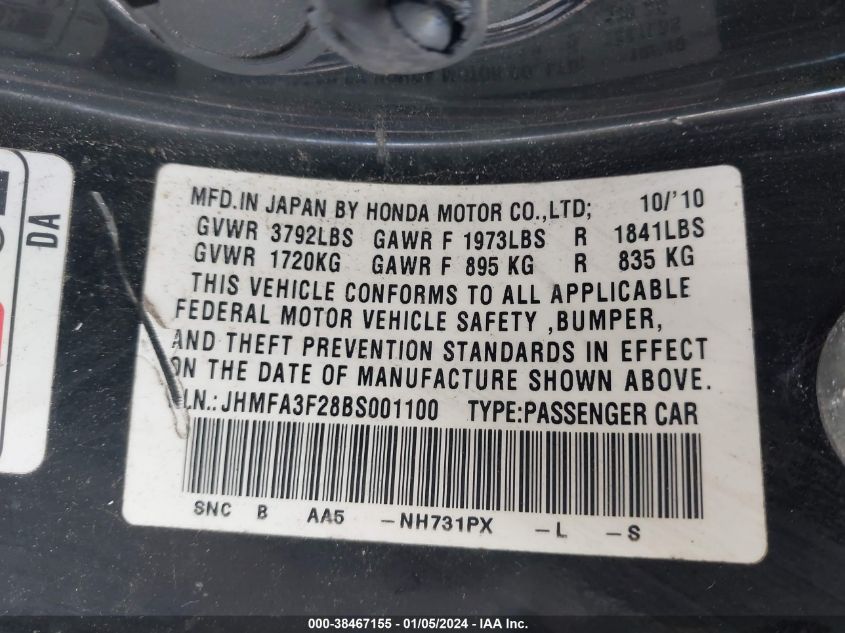 MFD.IN JAPAN BY HONDA MOTOR CO.,LTD; 10/'10
GVWR 3792LBS GAWR F 1973LBS R 1841LBS
GVWR 1720KG GAWR F 895 KG R 835 KG
THIS VEHICLE CONFORMS TO ALL APPLICABLE
FEDERAL MOTOR VEHICLE SAFETY ,BUMPER,
AND THEFT PREVENTION STANDARDS IN EFFECT
ON THE DATE OF MANUFACTURE SHOWN ABOVE.
JHMFA3F28BS001100 TYPE:PASSENGER CAR
SNC B AA5 -NH731PX -L -S
DA
000-38467155 - 01/05/2024 - IAA Inc.